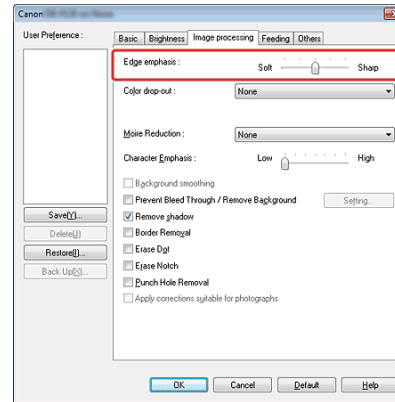 Canon
User Preference :
Basic Brightness Image processing Feeding Others
Edge emphasis :
Soft Sharp
Color drop-out :
None
Moire Reduction :
None
Character Emphasis :
Low High
Background smoothing
Prevent Bleed Through / Remove Background
Setting...
Save(Y)...
Remove shadow
Delete(J)
Border Removal
Restore(I)...
Erase Dot
Back Up(X)...
Erase Notch
Punch Hole Removal
Apply corrections suitable for photographs
OK Cancel Default Help